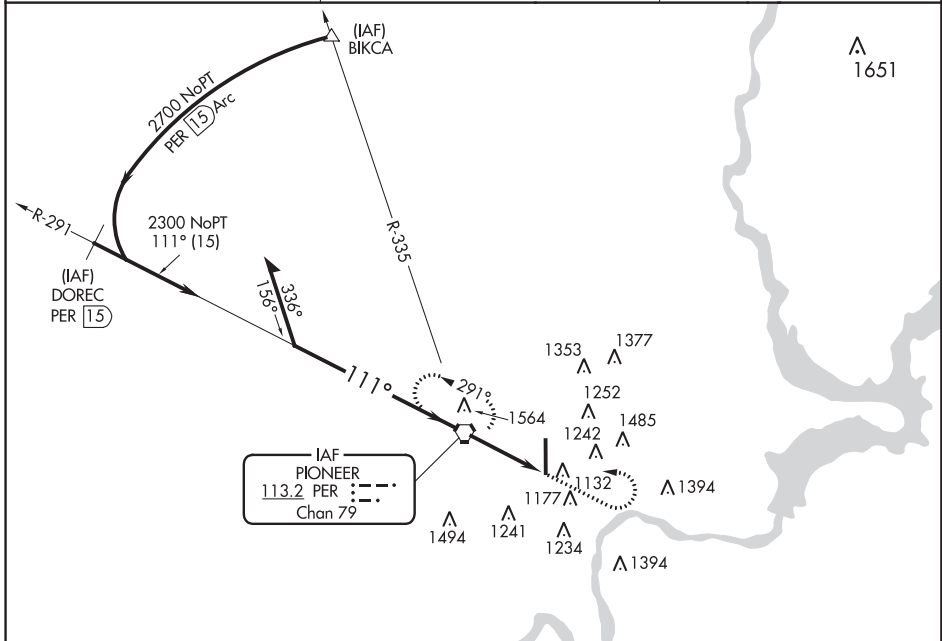 (IAF)
BIKCA
1651
2700 NoPT
PER 15 Arc
R-291
2300 NoPT
111° (15)
R-335
(IAF)
DOREC
PER 15
336°
156°
1353
1377
111°
291°
1252
1564
1242
1485
IAF
PIONEER
113.2 PER
Chan 79
1132
1177
1394
1494
1241
1234
1394